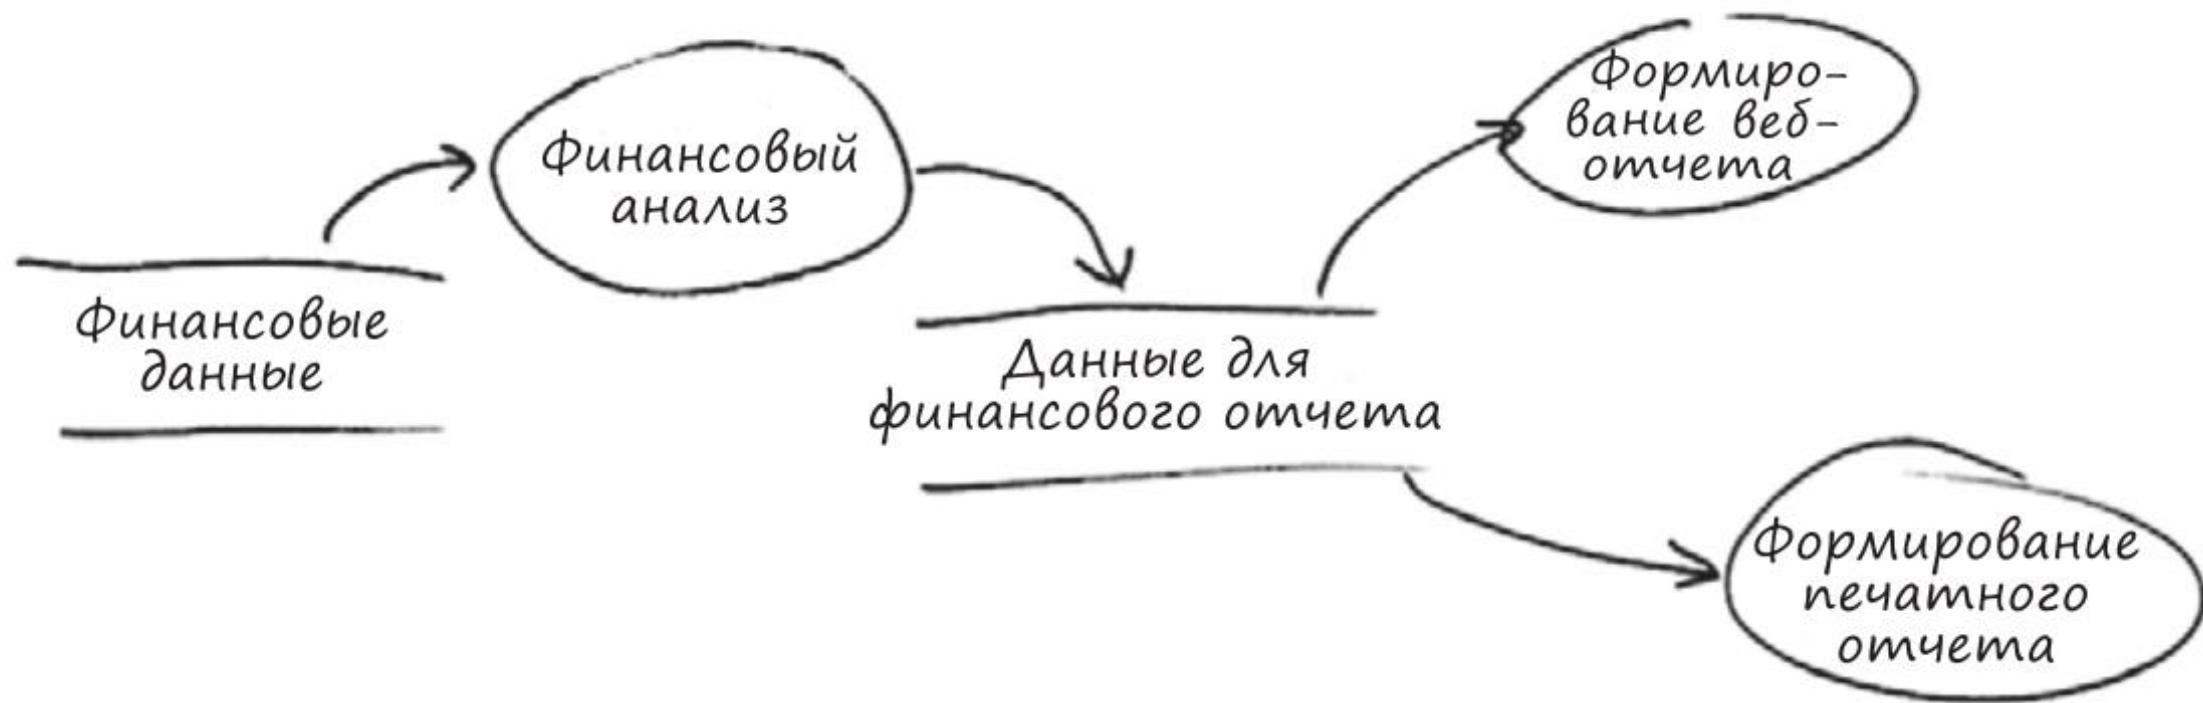 Финансовые
данные
Финансовый
анализ
Данные для
финансового отчета
Формиро-
вание веб-
отчета
Формирование
печатного
отчета